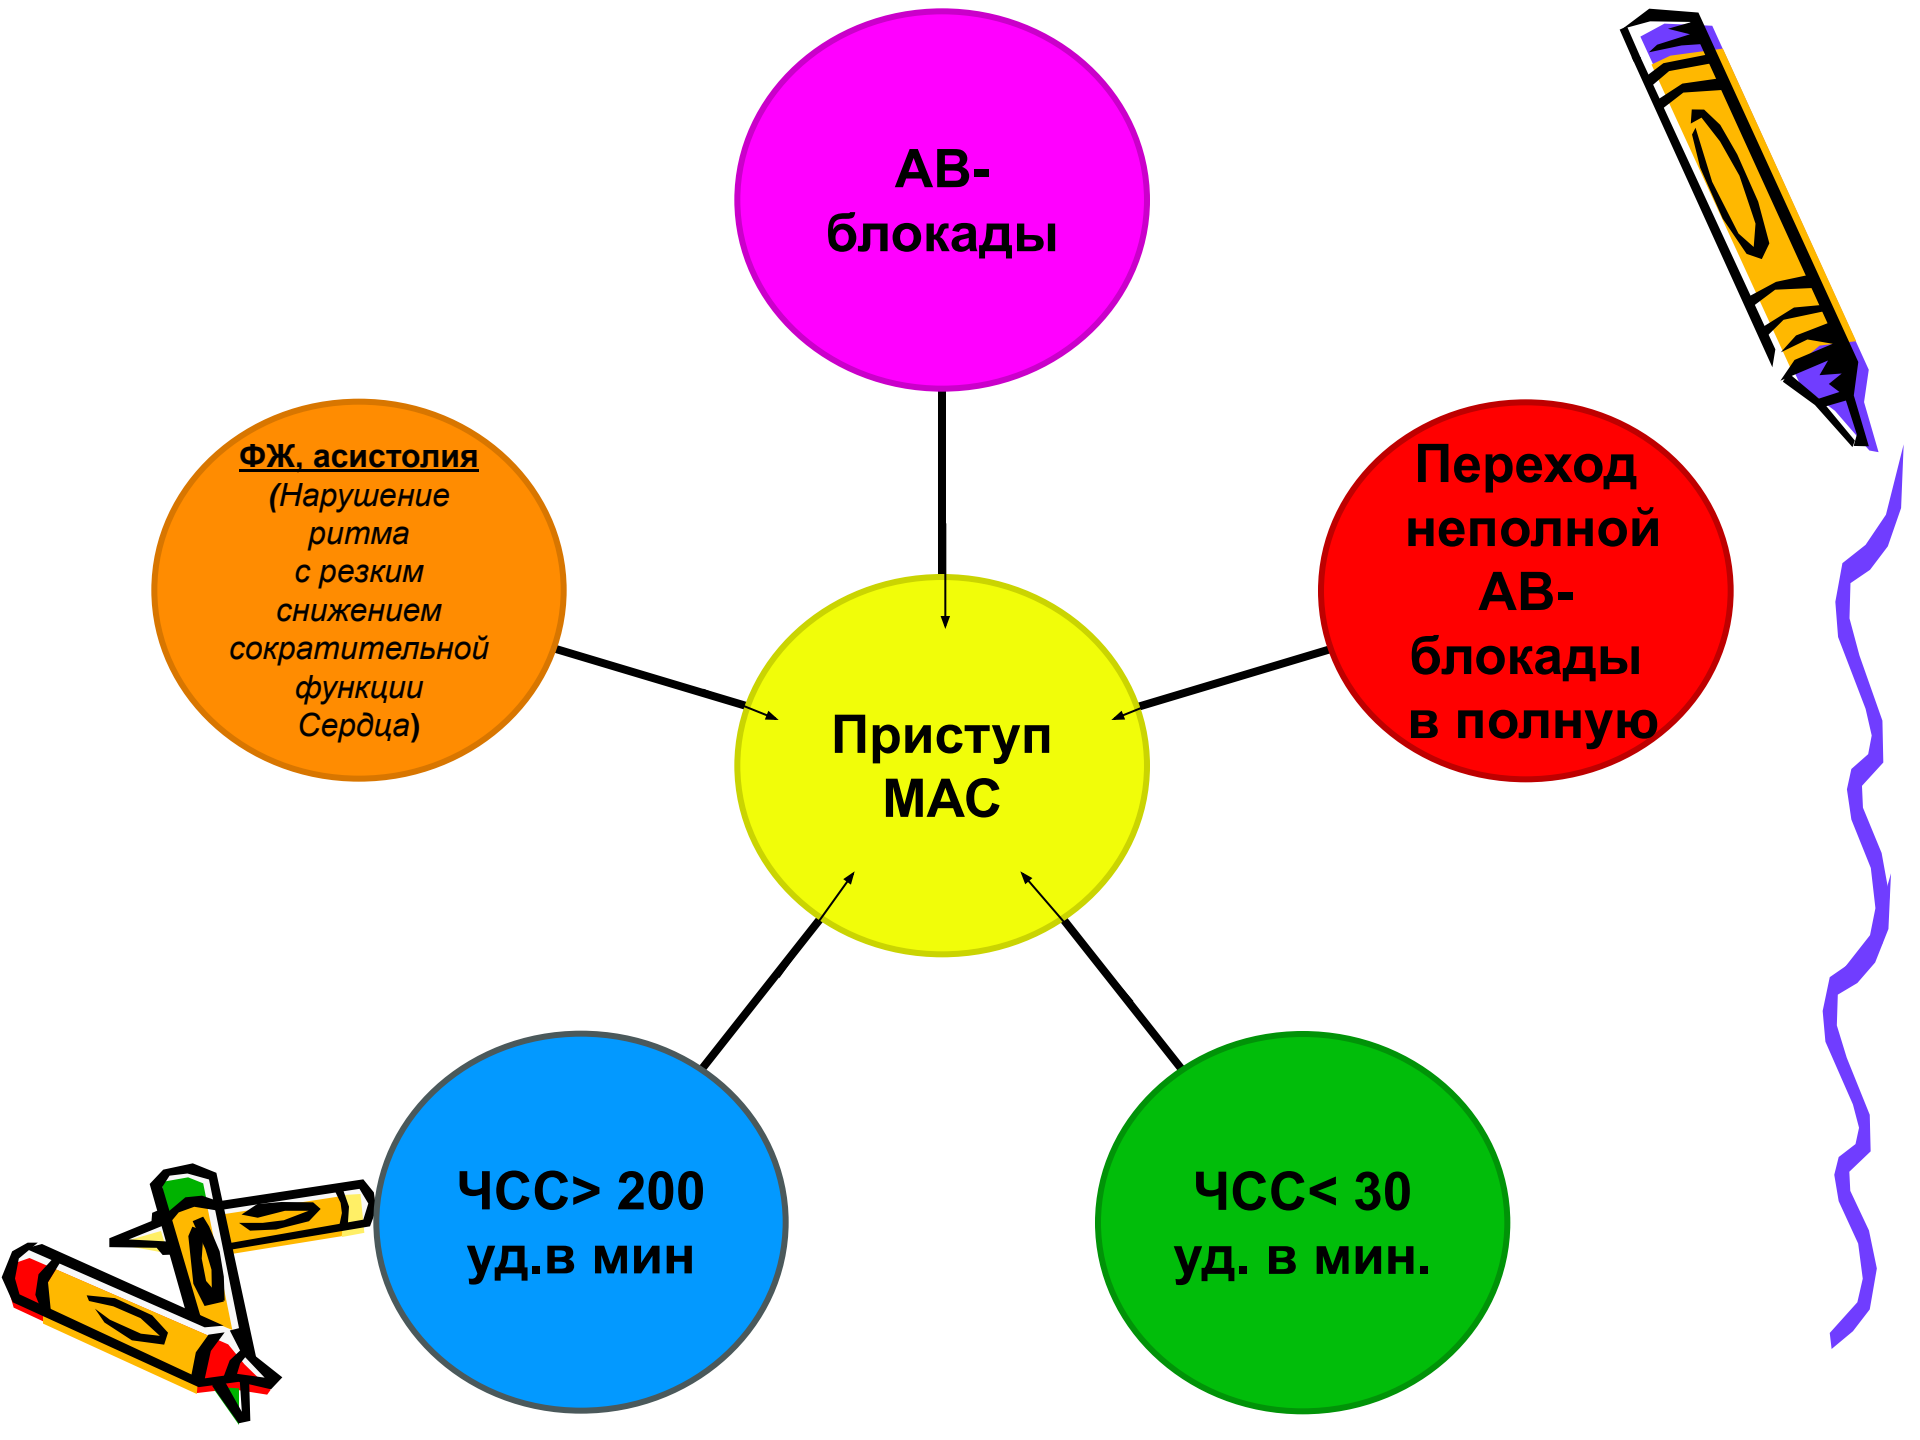 АВ-
блокады
ФЖ, асистолия
(Нарушение
ритма
с резким
снижением
сократительной
функции
Сердца)
Переход
неполной
АВ-
блокады
в полную
Приступ
МАС
ЧСС> 200
уд.в мин
ЧСС< 30
уд. в мин.